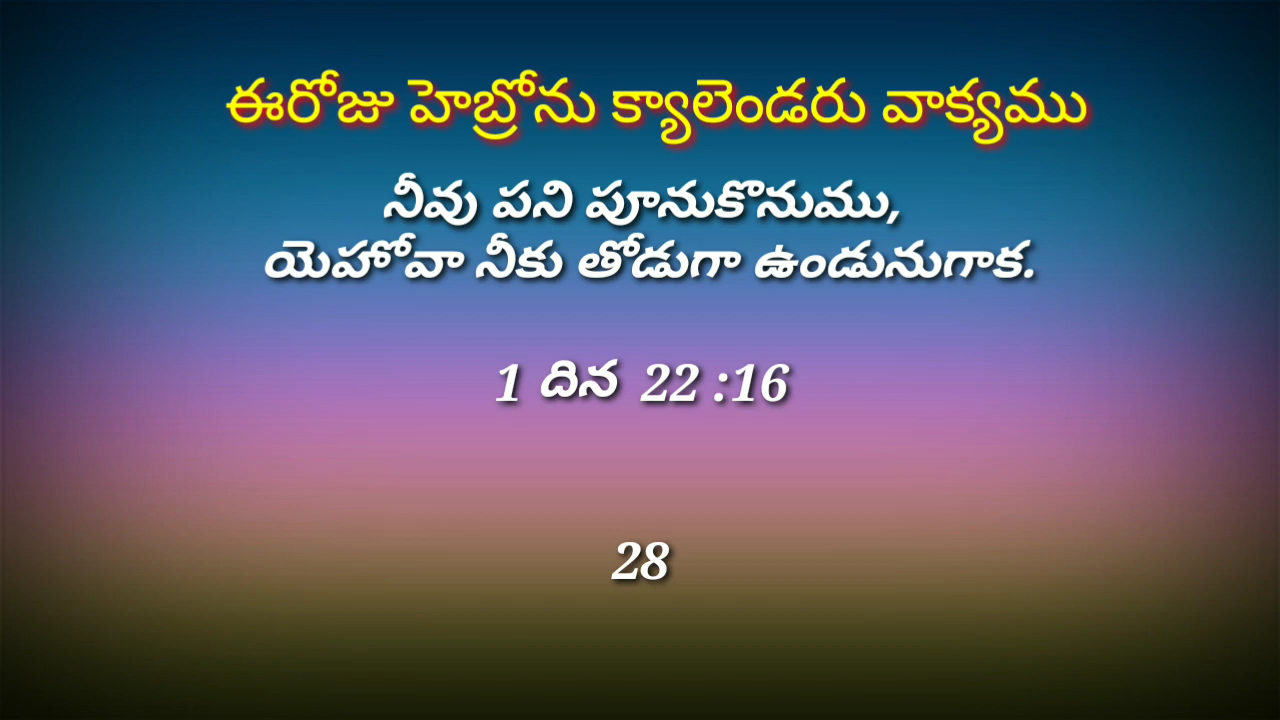 ఈరోజు హెబ్రోను క్యాలెండరు వాక్యము
నీవు పని పూనుకొనుము,
యెహోవా నీకు తోడుగా ఉండునుగాక.
1 దిన 22 :16
28